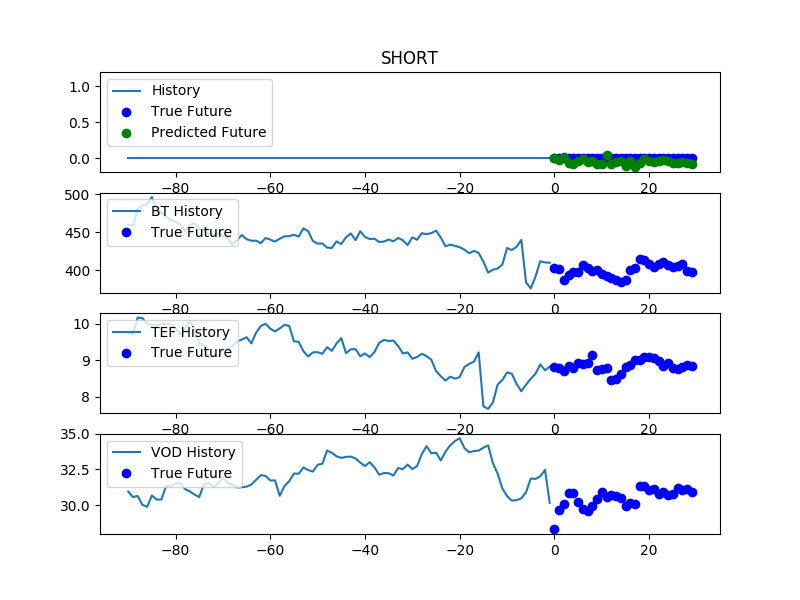 SHORT
1.0
0.5
0.0
History
True Future
Predicted Future
−80 −60 −40 −20 0 20
500
450
400
BT History
True Future
−80 −60 −40 −20 0 20
10
9
8
TEF History
True Future
−80 −60 −40 −20 0 20
35.0
32.5
30.0
VOD History
True Future
−80 −60 −40 −20 0 20